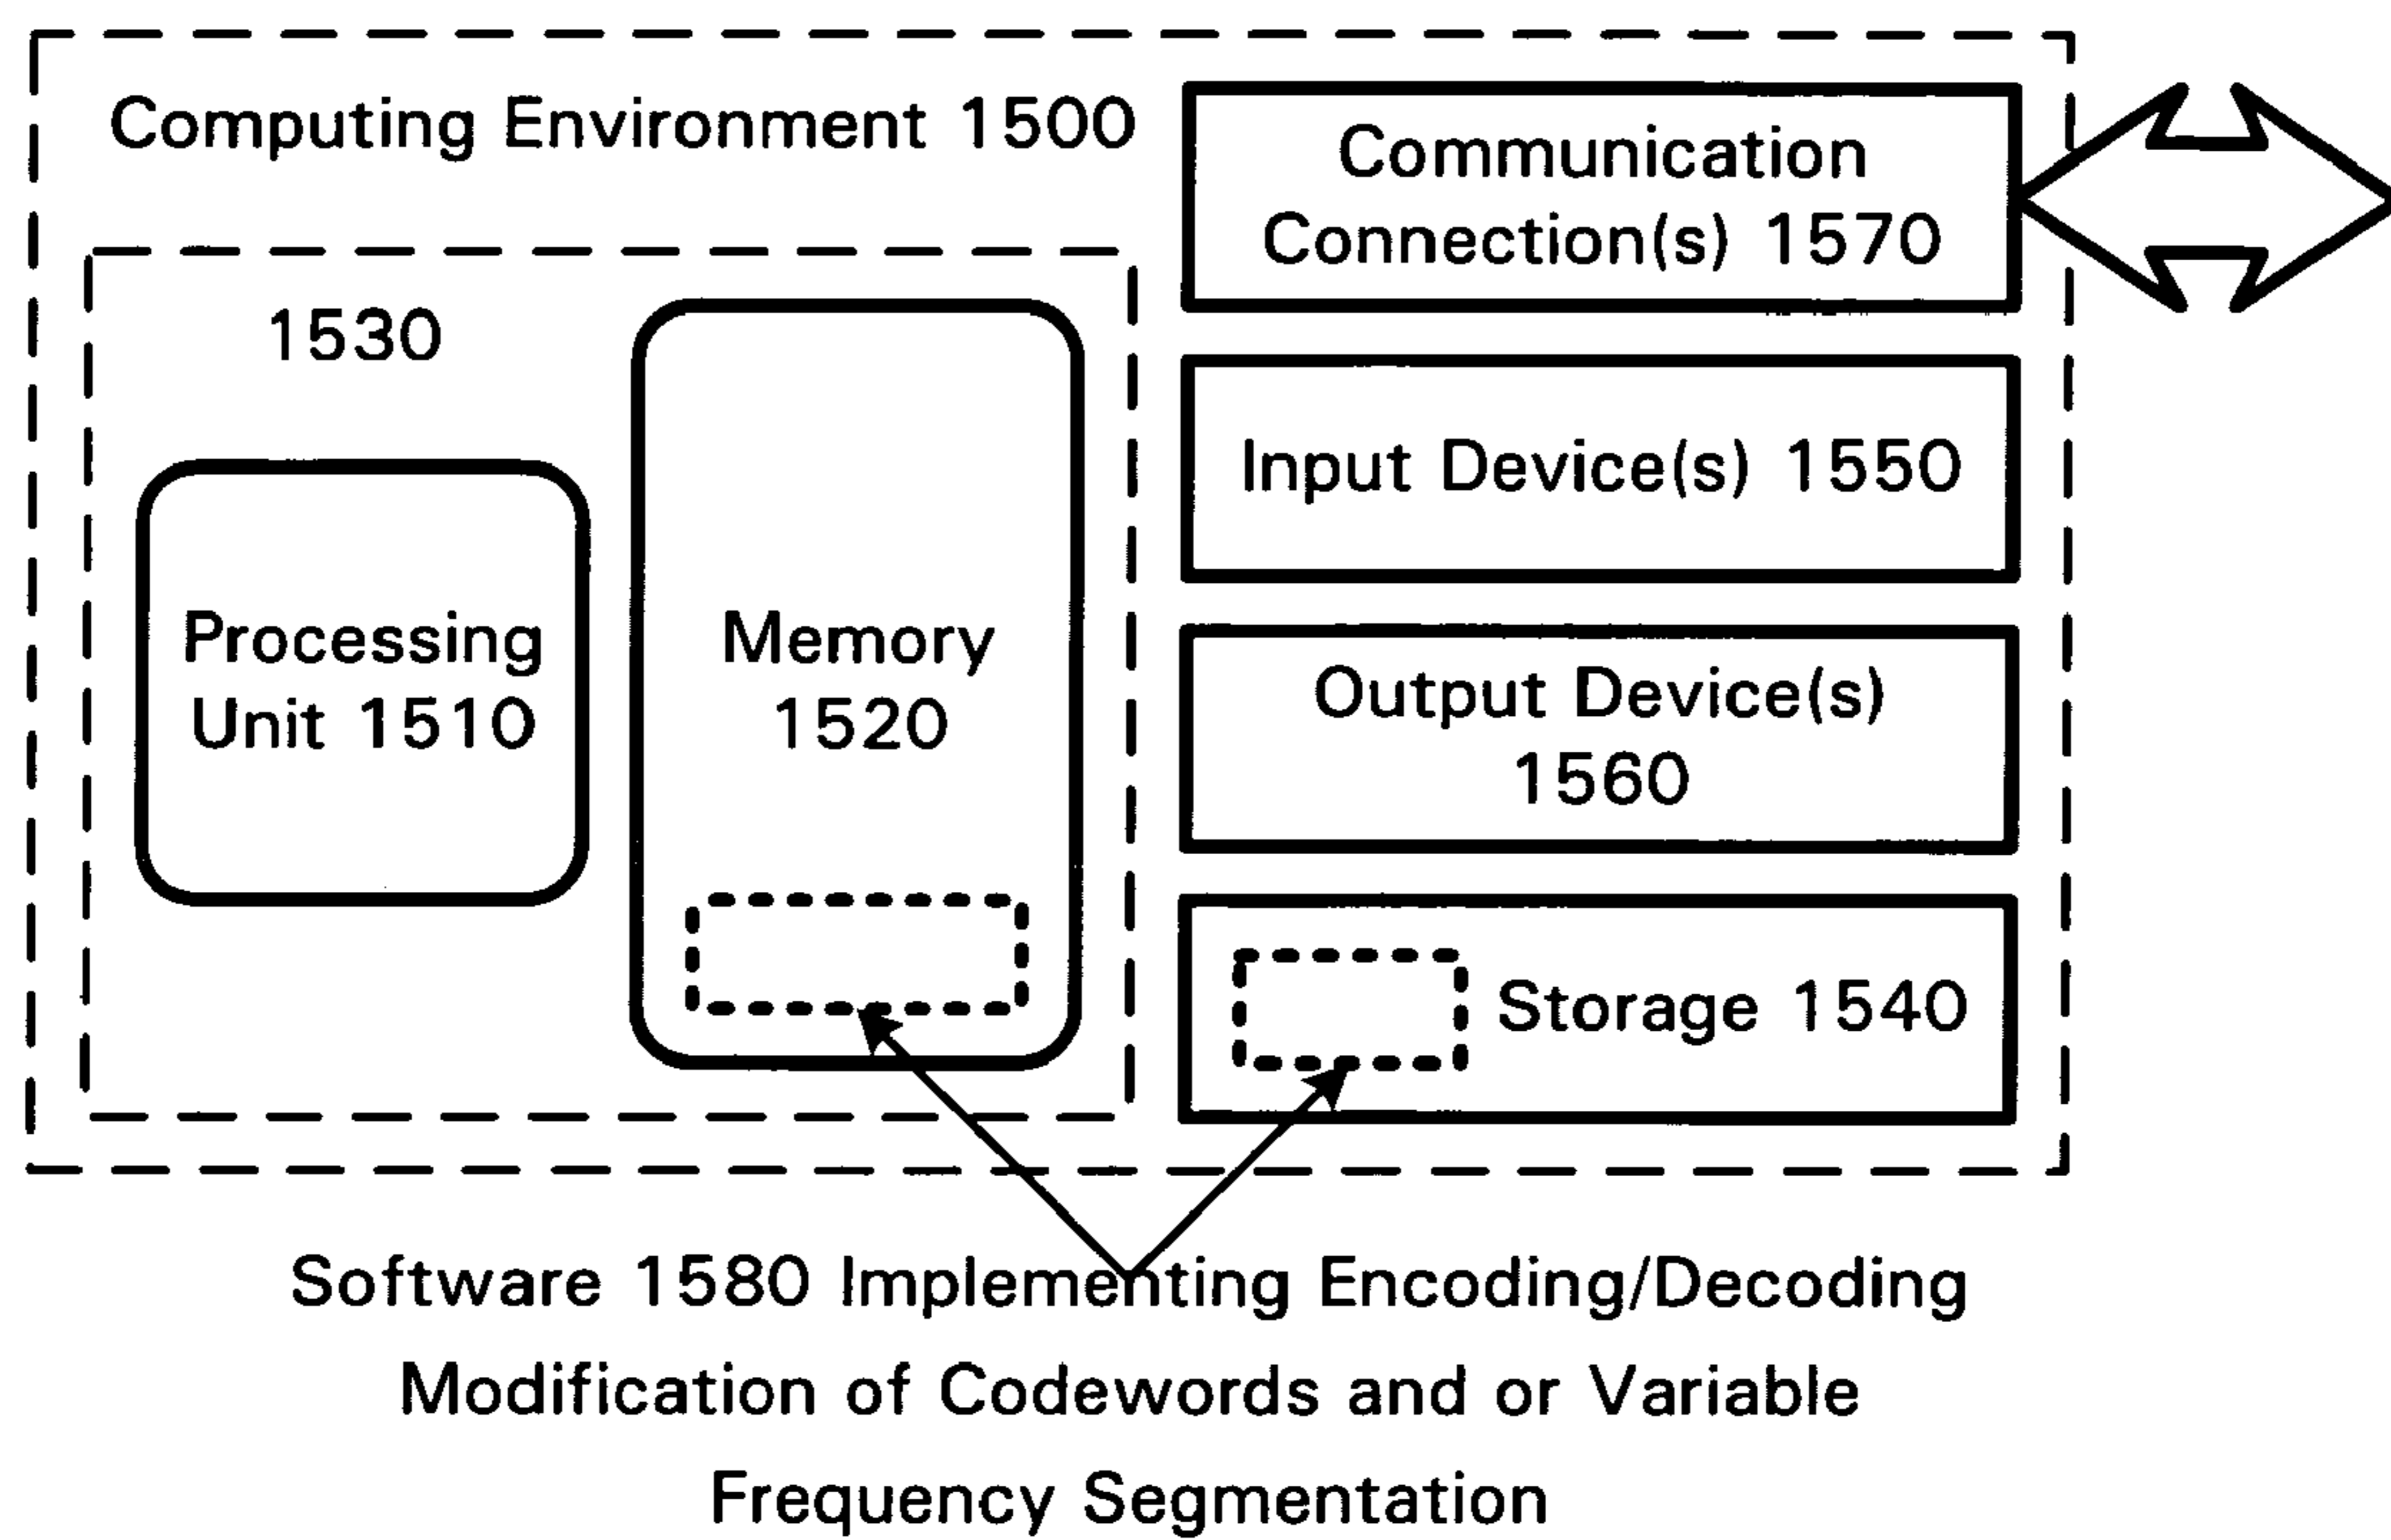 Computing Environment 1500
Communication
Connection(s) 1570
1530
Input Device(s) 1550
Processing
Unit 1510
Memory
1520
Output Device(s)
1560
Storage 1540
Software 1580 Implementing Encoding/Decoding
Modification of Codewords and or Variable
Frequency Segmentation